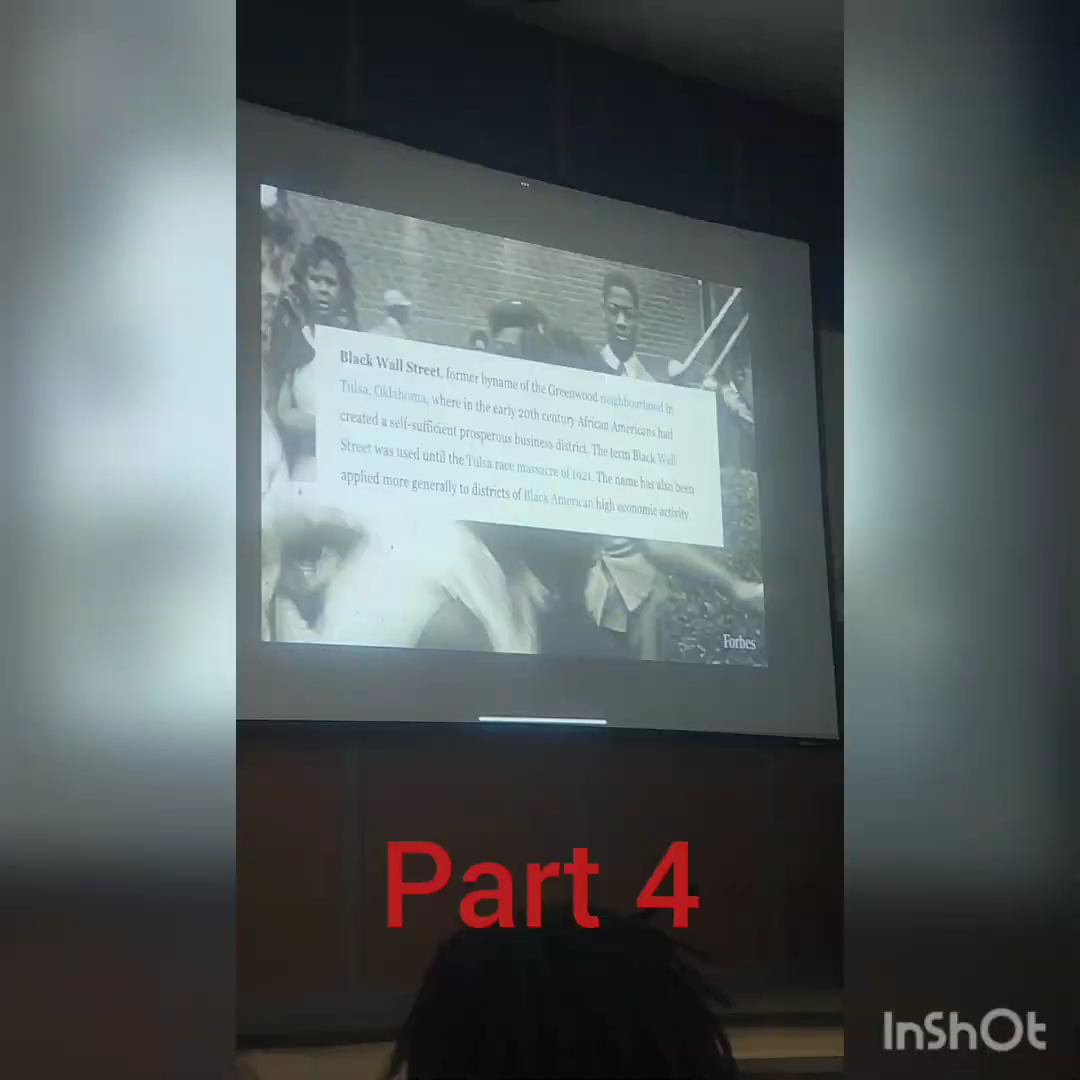 Black Wall Street, former byname of the Greenwood neighbourhood in
Tulsa, Oklahoma, where in the early 20th century African Americans had
created a self-sufficient prosperous business district. The term Black Wall
Street was used until the Tulsa race massacre of 1921. The name has also been
applied more generally to districts of Black American high economic activity.
Forbes
Part 4
InShOt